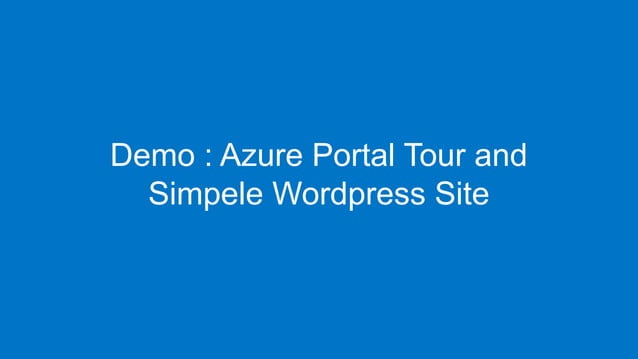 Demo : Azure Portal Tour and
Simpele Wordpress Site